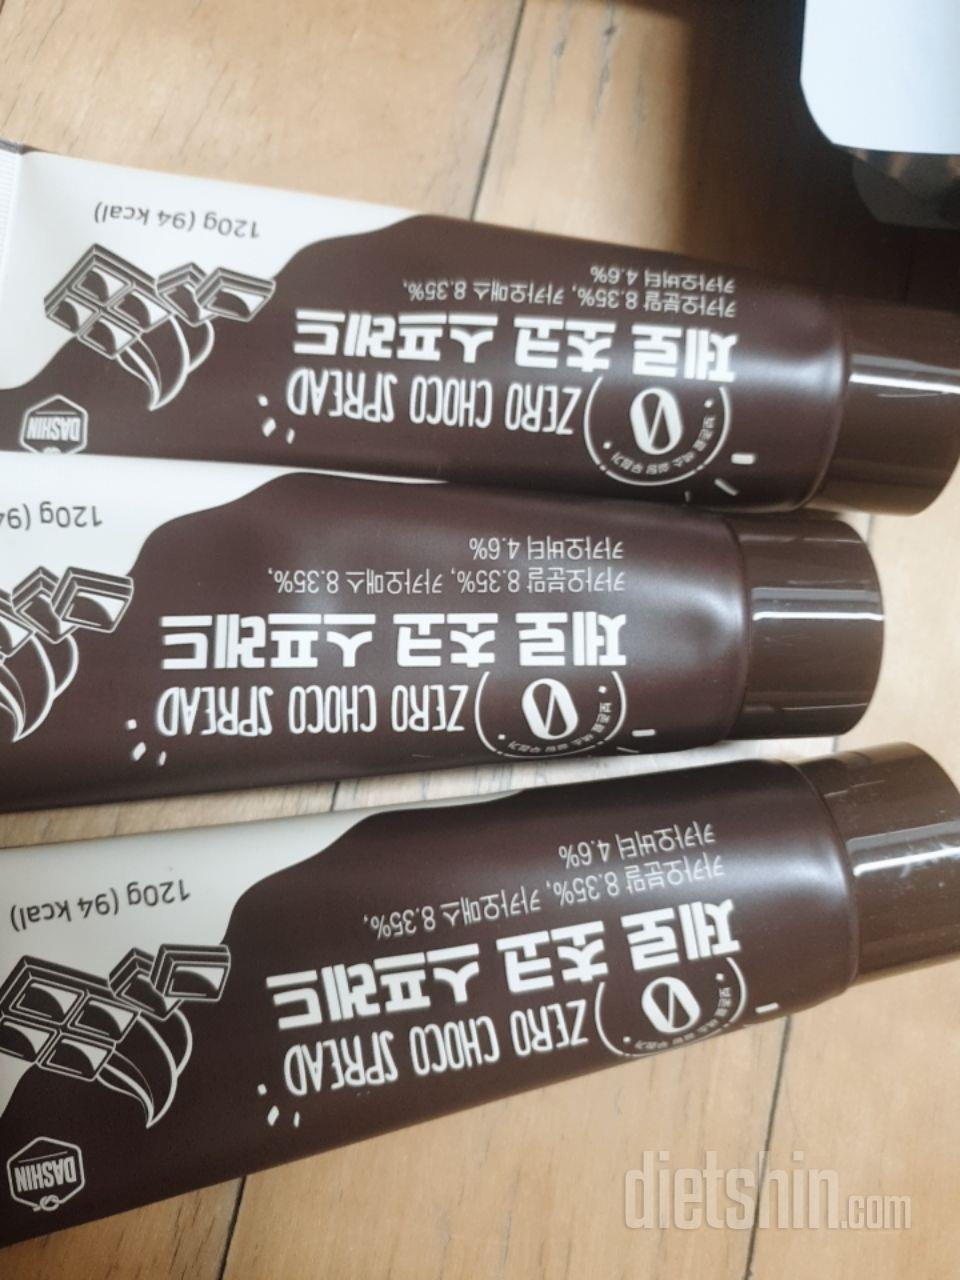 120g (94 kcal)
DASHIN
ZERO CHOCO SPREAD
제로 초코 스프레드
카카오분말 8.35%, 카카오매스 8.35%,
카카오버터 4.6%
120g (94
ZERO CHOCO SPREAD
제로 초코 스프레드
카카오분말 8.35%, 카카오매스 8.35%,
카카오버터 4.6%
120g (94 kcal)
DASHIN
ZERO CHOCO SPREAD
제로 초코 스프레드
카카오분말 8.35%, 카카오매스 8.35%,
카카오버터 4.6%
dietshin.com